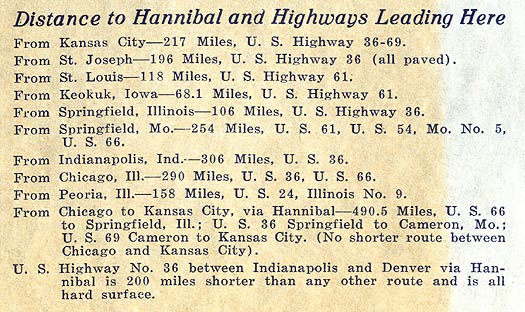 Distance to Hannibal and Highways Leading Here
From Kansas City—217 Miles, U. S. Highway 36-69.
From St. Joseph—196 Miles, U. S. Highway 36 (all paved).
From St. Louis—118 Miles, U. S. Highway 61.
From Keokuk, Iowa—68.1 Miles, U. S. Highway 61.
From Springfield, Illinois—106 Miles, U. S. Highway 36.
From Springfield, Mo.—254 Miles, U. S. 61, U. S. 54, Mo. No. 5,
U. S. 66.
From Indianapolis, Ind.—306 Miles, U. S. 36.
From Chicago, Ill.—290 Miles, U. S. 36, U. S. 66.
From Peoria, Ill.—158 Miles, U. S. 24, Illinois No. 9.
From Chicago to Kansas City, via Hannibal—490.5 Miles, U. S. 66
to Springfield, Ill.; U. S. 36 Springfield to Cameron, Mo.;
U. S. 69 Cameron to Kansas City. (No shorter route between
Chicago and Kansas City).
U. S. Highway No. 36 between Indianapolis and Denver via Han-
nibal is 200 miles shorter than any other route and is all
hard surface.